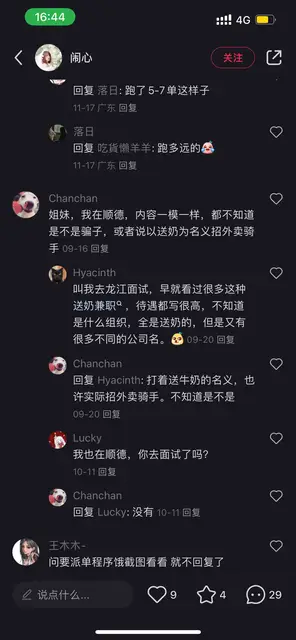 16:44
4G
闹心
关注
回复 落日: 跑了 5-7 单这样子
11-17 广东 回复
落日
回复 吃貨懒羊羊: 跑多远的
11-17 广东 回复
Chanchan
姐妹，我在顺德，内容一模一样，都不知道
是不是骗子，或者说以送奶为名义招外卖骑
手 09-16 回复
Hyacinth
叫我去龙江面试，早就看过很多这种
送奶兼职，待遇都写很高，不知道
是什么组织，全是送奶的，但是又有
很多不同的公司名。 09-20 回复
Chanchan
回复 Hyacinth: 打着送牛奶的名义，也
许实际招外卖骑手。不知道是不是
09-20 回复
Lucky
我也在顺德，你去面试了吗?
10-11 回复
Chanchan
回复 Lucky: 没有 10-11 回复
王木木-
问要派单程序饿截图看看 就不回复了
说点什么...
9
4
29